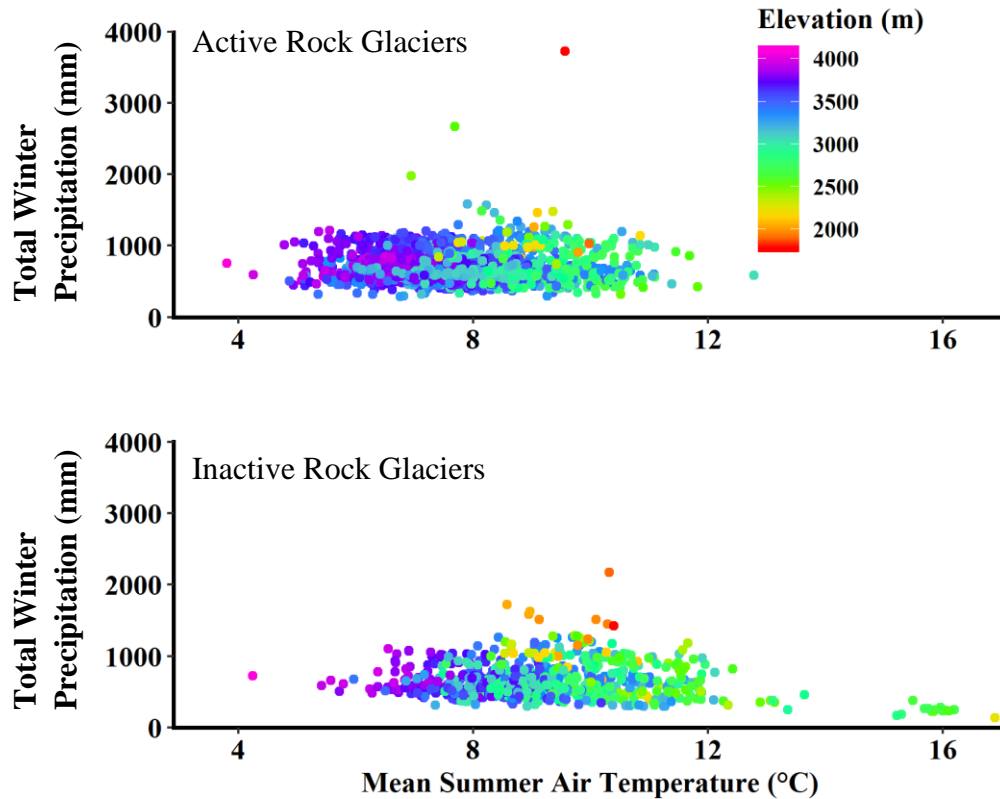 Elevation (m)
4000
3500
3000
2500
2000
Active Rock Glaciers
Total Winter
Precipitation (mm)
4000
3000
2000
1000
0
4 8 12 16
Inactive Rock Glaciers
Total Winter
Precipitation (mm)
4000
3000
2000
1000
0
4 8 12 16
Mean Summer Air Temperature (°C)